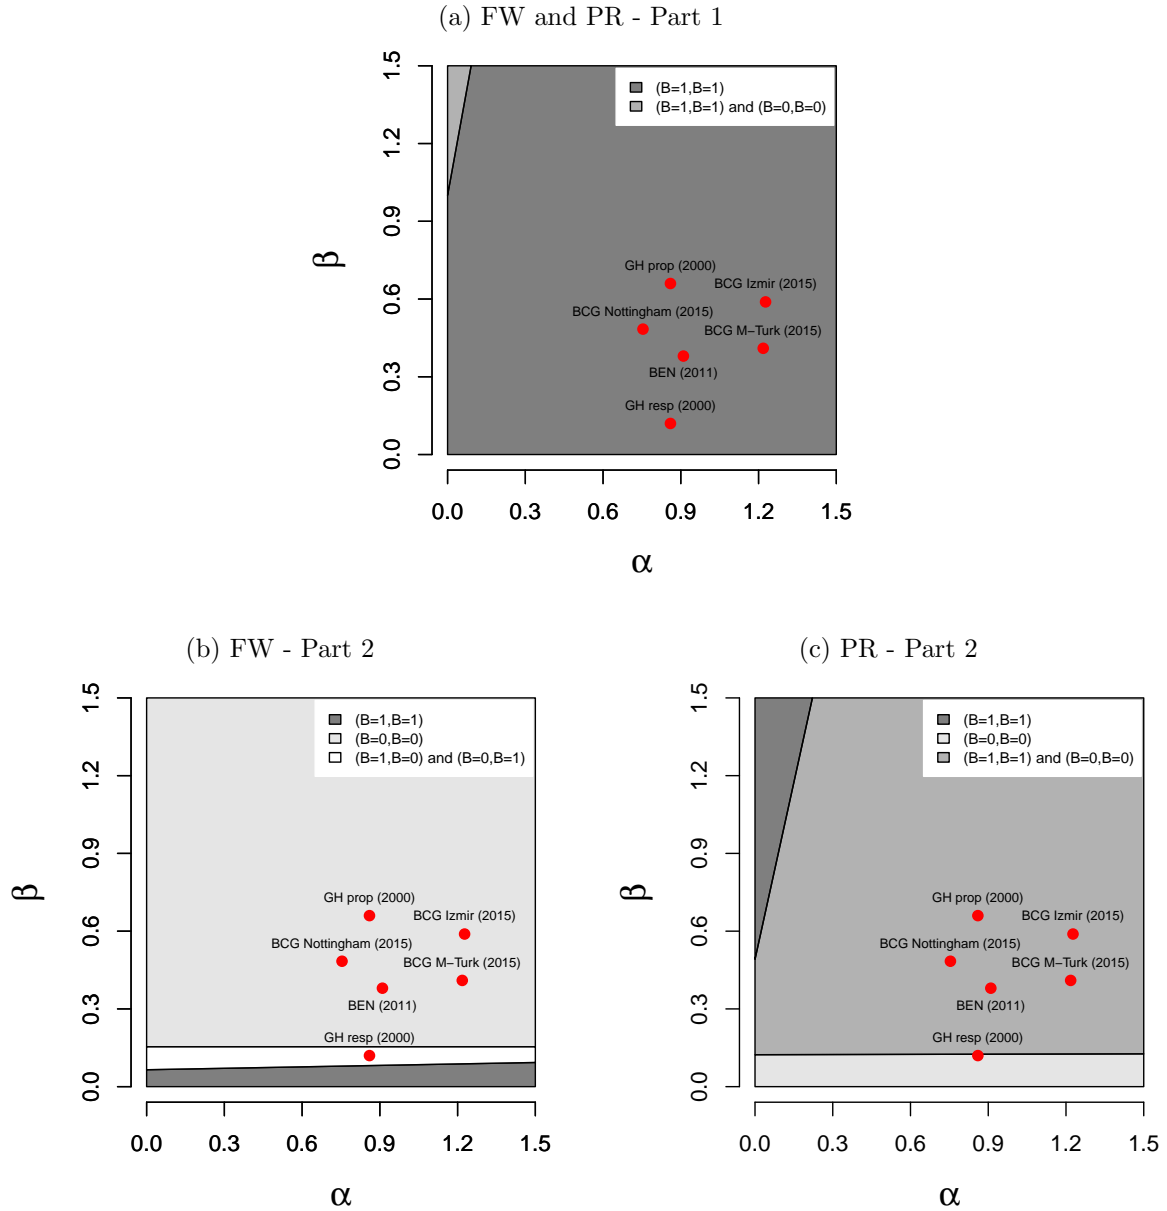 (a) FW and PR - Part 1
(B=1,B=1)
(B=1,B=1) and (B=0,B=0)
GH prop (2000)
BCG Izmir (2015)
BCG Nottingham (2015)
BCG M−Turk (2015)
BEN (2011)
GH resp (2000)
β
0.0 0.3 0.6 0.9 1.2 1.5
0.0 0.3 0.6 0.9 1.2 1.5
α
(b) FW - Part 2
(B=1,B=1)
(B=0,B=0)
(B=1,B=0) and (B=0,B=1)
GH prop (2000)
BCG Izmir (2015)
BCG Nottingham (2015)
BCG M−Turk (2015)
BEN (2011)
GH resp (2000)
β
0.0 0.3 0.6 0.9 1.2 1.5
0.0 0.3 0.6 0.9 1.2 1.5
α
(c) PR - Part 2
(B=1,B=1)
(B=0,B=0)
(B=1,B=1) and (B=0,B=0)
GH prop (2000)
BCG Izmir (2015)
BCG Nottingham (2015)
BCG M−Turk (2015)
BEN (2011)
GH resp (2000)
β
0.0 0.3 0.6 0.9 1.2 1.5
0.0 0.3 0.6 0.9 1.2 1.5
α